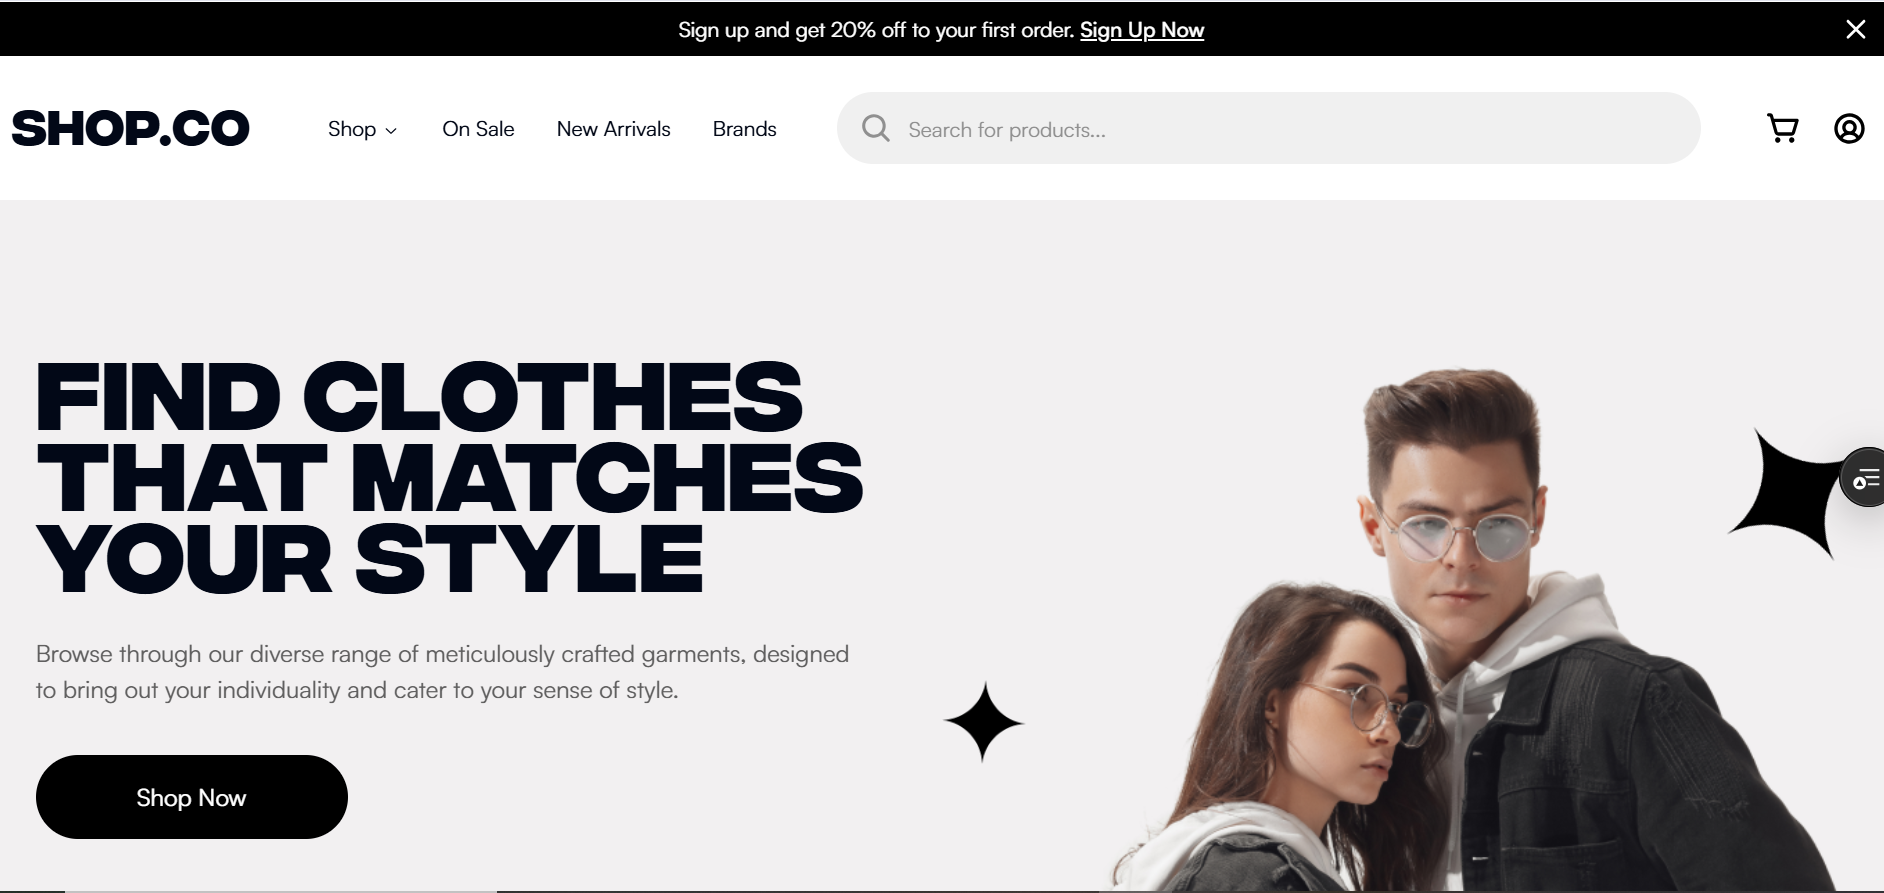 Sign up and get 20% off to your first order. Sign Up Now
SHOP.CO
Shop
On Sale
New Arrivals
Brands
Search for products...
FIND CLOTHES
THAT MATCHES
YOUR STYLE
Browse through our diverse range of meticulously crafted garments, designed
to bring out your individuality and cater to your sense of style.
Shop Now